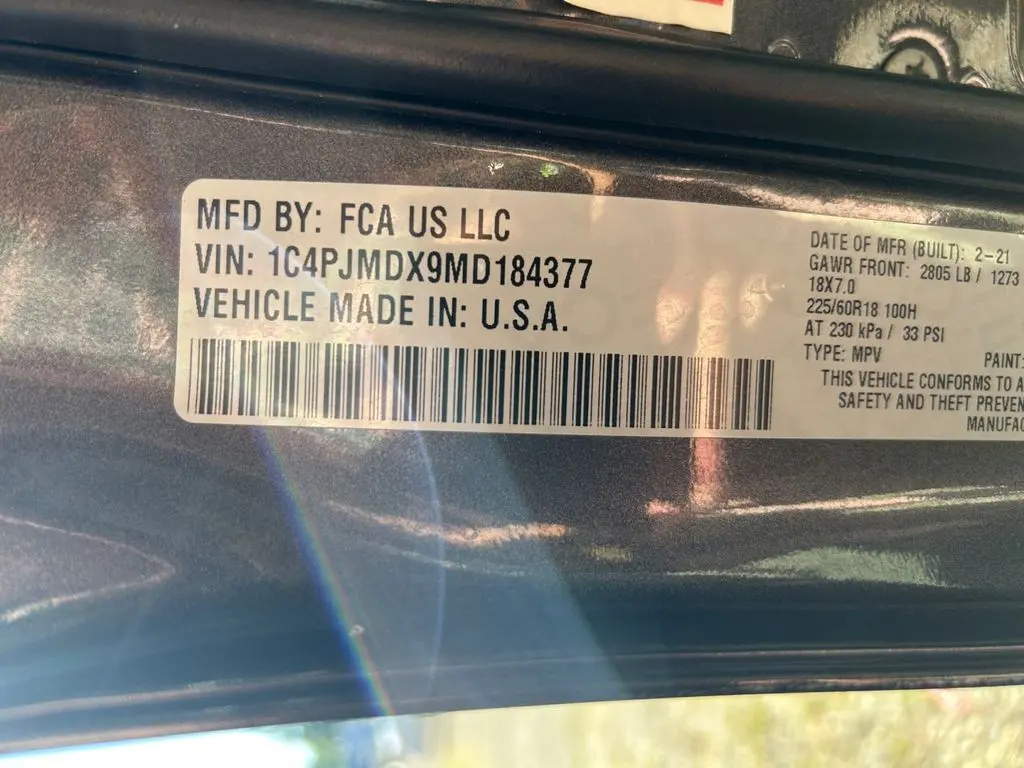 MFD BY: FCA US LLC
VIN: 1C4PJMDX9MD184377
VEHICLE MADE IN: U.S.A.
DATE OF MFR (BUILT): 2-21
GAWR FRONT: 2805 LB / 1273
18X7.0
225/60R18 100H
AT 230 kPa / 33 PSI
TYPE: MPV PAINT:
THIS VEHICLE CONFORMS TO
SAFETY AND THEFT